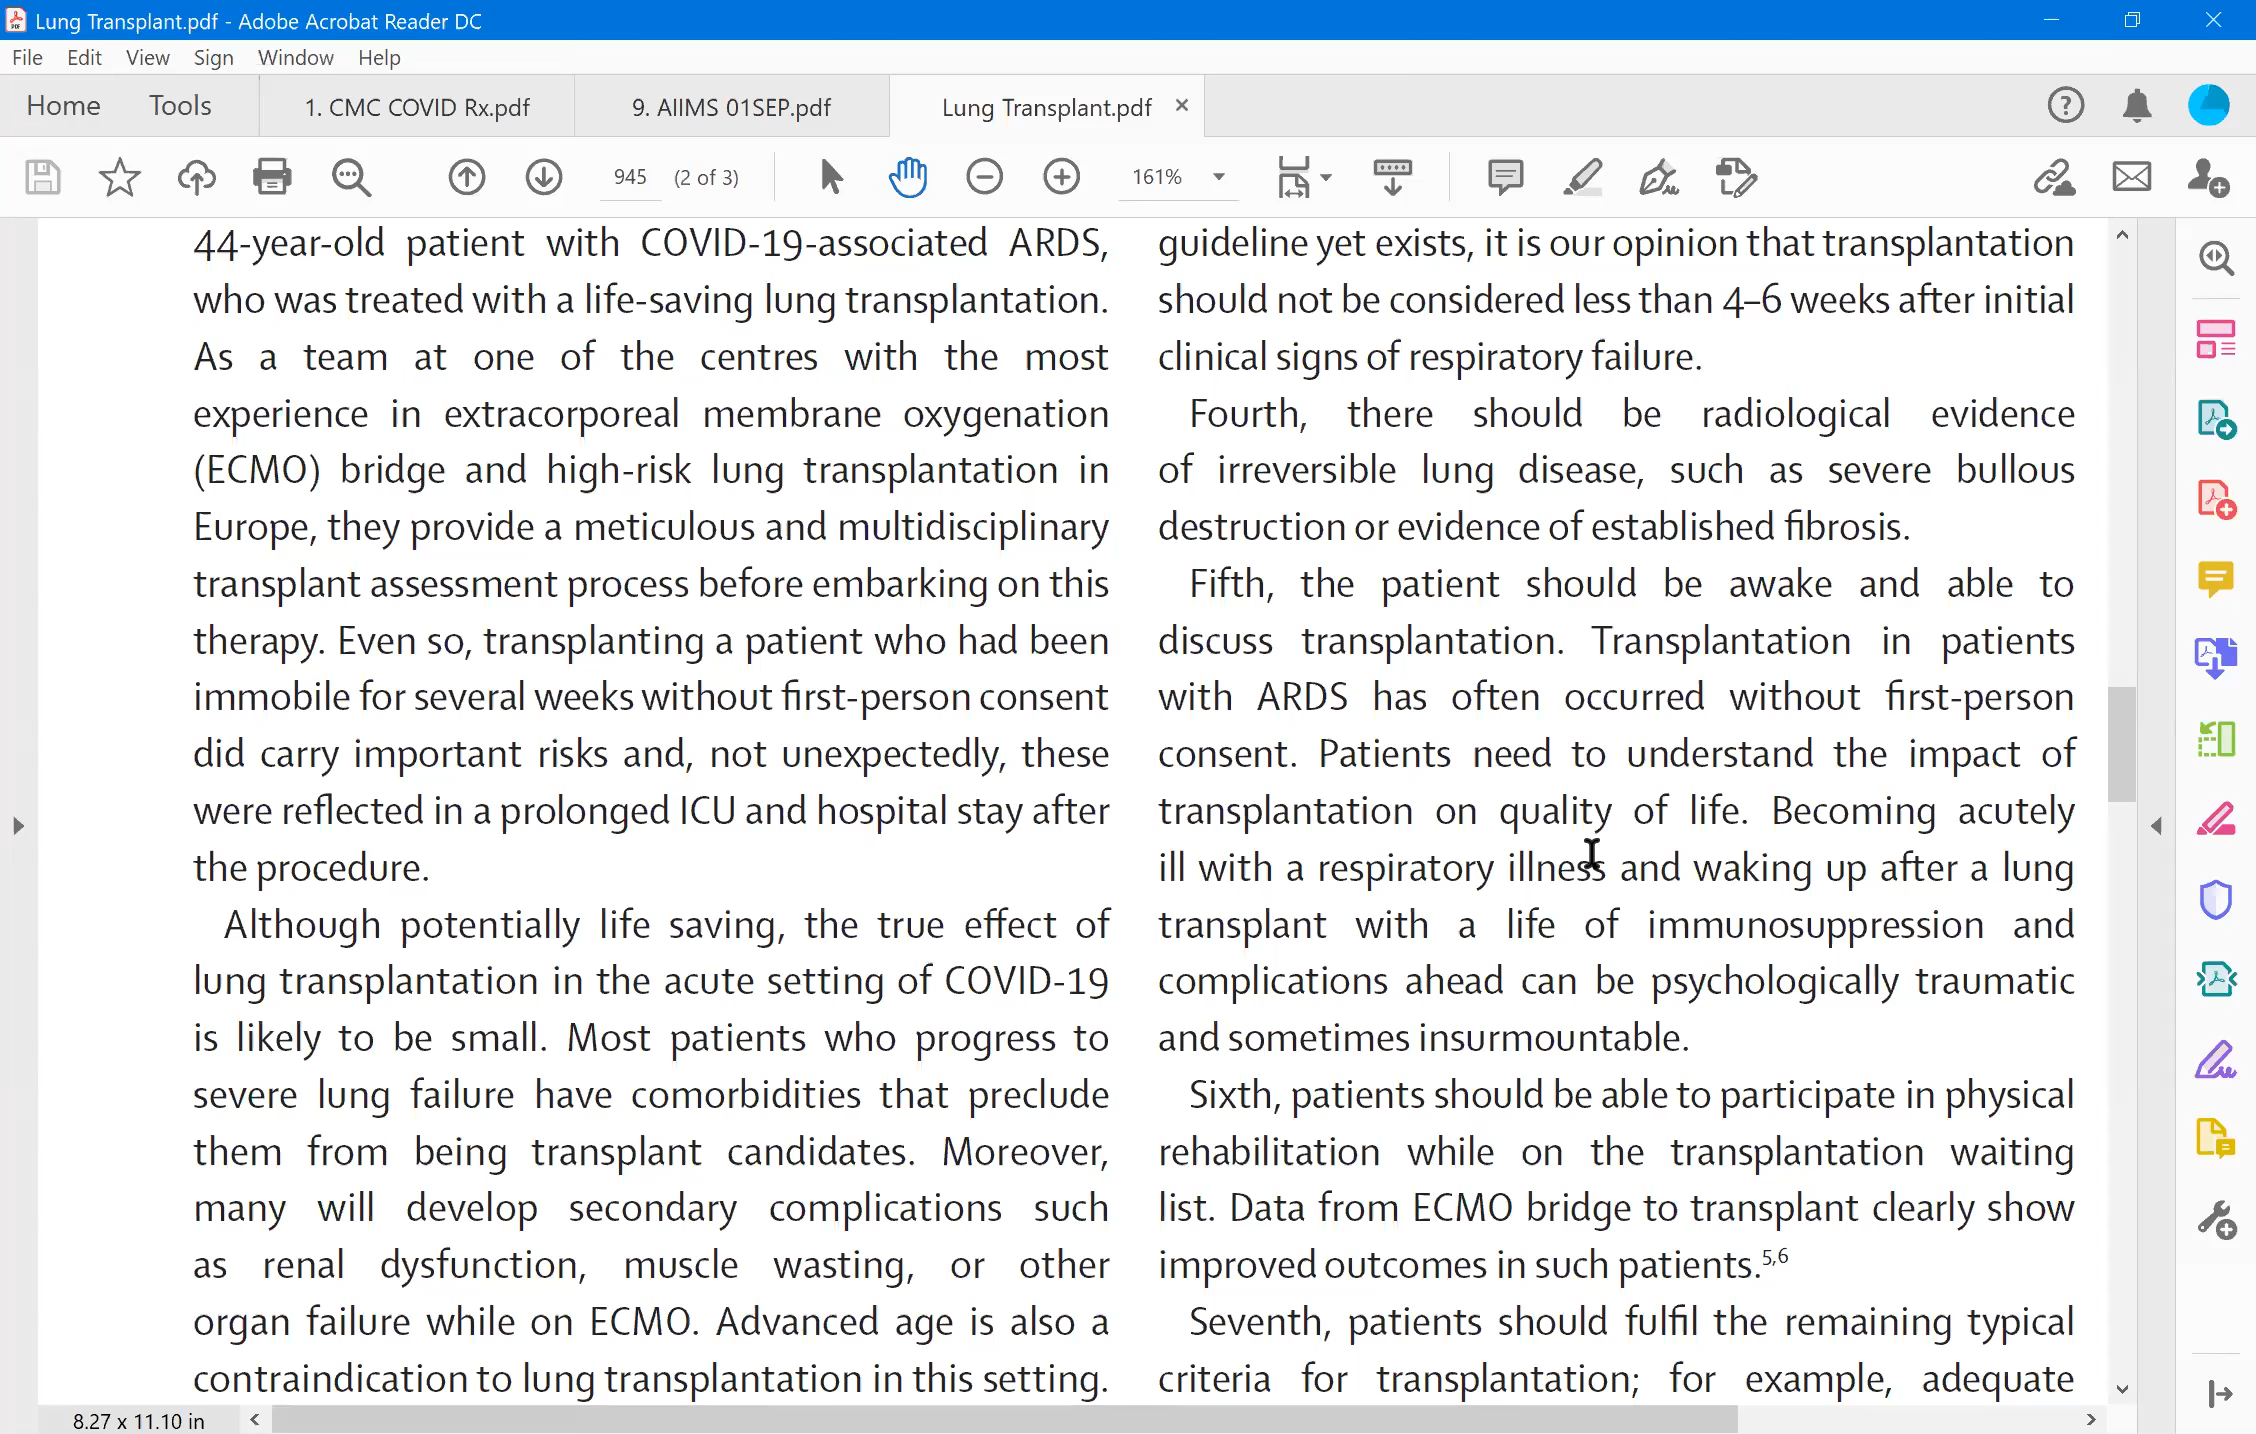 Lung Transplant.pdf - Adobe Acrobat Reader DC
File Edit View Sign Window Help
Home Tools 1. CMC COVID Rx.pdf 9. AIIMS 01SEP.pdf Lung Transplant.pdf
945 (2 of 3) 161%
44-year-old patient with COVID-19-associated ARDS,
who was treated with a life-saving lung transplantation.
As a team at one of the centres with the most
experience in extracorporeal membrane oxygenation
(ECMO) bridge and high-risk lung transplantation in
Europe, they provide a meticulous and multidisciplinary
transplant assessment process before embarking on this
therapy. Even so, transplanting a patient who had been
immobile for several weeks without first-person consent
did carry important risks and, not unexpectedly, these
were reflected in a prolonged ICU and hospital stay after
the procedure.
Although potentially life saving, the true effect of
lung transplantation in the acute setting of COVID-19
is likely to be small. Most patients who progress to
severe lung failure have comorbidities that preclude
them from being transplant candidates. Moreover,
many will develop secondary complications such
as renal dysfunction, muscle wasting, or other
organ failure while on ECMO. Advanced age is also a
contraindication to lung transplantation in this setting.
guideline yet exists, it is our opinion that transplantation
should not be considered less than 4–6 weeks after initial
clinical signs of respiratory failure.
Fourth, there should be radiological evidence
of irreversible lung disease, such as severe bullous
destruction or evidence of established fibrosis.
Fifth, the patient should be awake and able to
discuss transplantation. Transplantation in patients
with ARDS has often occurred without first-person
consent. Patients need to understand the impact of
transplantation on quality of life. Becoming acutely
ill with a respiratory illness and waking up after a lung
transplant with a life of immunosuppression and
complications ahead can be psychologically traumatic
and sometimes insurmountable.
Sixth, patients should be able to participate in physical
rehabilitation while on the transplantation waiting
list. Data from ECMO bridge to transplant clearly show
improved outcomes in such patients.5,6
Seventh, patients should fulfil the remaining typical
criteria for transplantation; for example, adequate
8.27 x 11.10 in